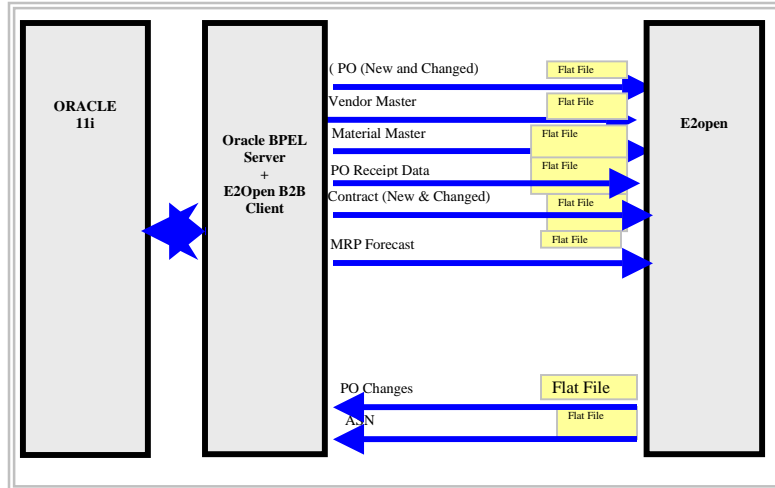 ORACLE
11i
Oracle BPEL
Server
+
E2Open B2B
Client
E2open
( PO (New and Changed)
Flat File
Vendor Master
Flat File
Material Master
Flat File
PO Receipt Data
Flat File
Contract (New & Changed)
Flat File
MRP Forecast
Flat File
PO Changes
Flat File
ASN
Flat File